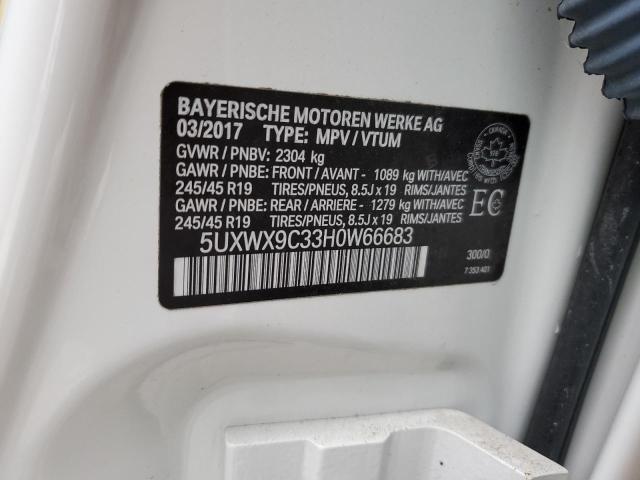 BAYERISCHE MOTOREN WERKE AG
03/2017 TYPE: MPV / VTUM
GVWR / PNBV: 2304 kg
GAWR / PNBE: FRONT / AVANT - 1089 kg WITH/AVEC
245/45 R19 TIRES/PNEUS, 8.5J x 19 RIMS/JANTES
GAWR / PNBE: REAR / ARRIERE - 1279 kg WITH/AVEC
245/45 R19 TIRES/PNEUS, 8.5J x 19 RIMS/JANTES
5UXWX9C33H0W66683
CANADA
EC
300/0
7 353 401